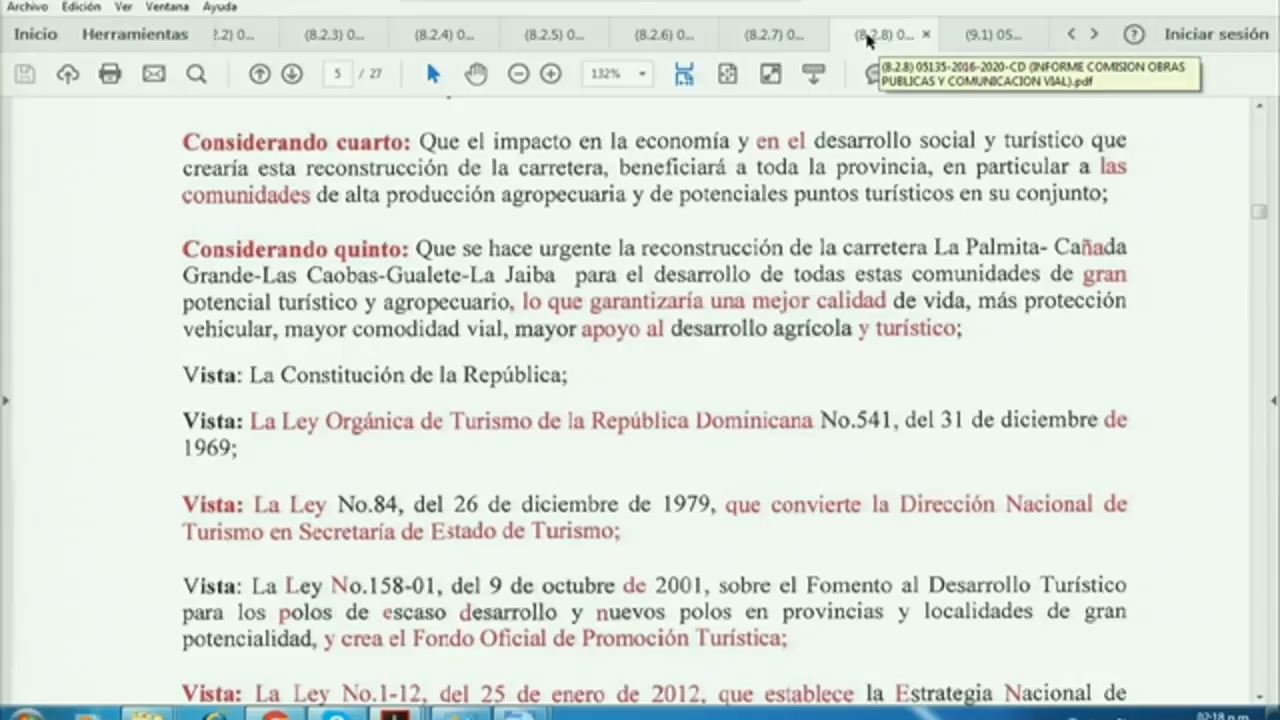 Archivo Edición Ver Ventana Ayuda
Inicio Herramientas 2.2) 0... (8.2.3) 0... (8.2.4) 0... (8.2.5) 0... (8.2.6) 0... (8.2.7) 0... (8.2.8) 0... × (9.1) 05... Iniciar sesión
5 / 27 132%
(8.2.8) 05135-2016-2020-CD (INFORME COMISION OBRAS
PUBLICAS Y COMUNICACION VIAL).pdf
Considerando cuarto: Que el impacto en la economía y en el desarrollo social y turístico que
crearía esta reconstrucción de la carretera, beneficiará a toda la provincia, en particular a las
comunidades de alta producción agropecuaria y de potenciales puntos turísticos en su conjunto;
Considerando quinto: Que se hace urgente la reconstrucción de la carretera La Palmita- Cañada
Grande-Las Caobas-Gualete-La Jaiba para el desarrollo de todas estas comunidades de gran
potencial turístico y agropecuario, lo que garantizaría una mejor calidad de vida, más protección
vehicular, mayor comodidad vial, mayor apoyo al desarrollo agrícola y turístico;
Vista: La Constitución de la República;
Vista: La Ley Orgánica de Turismo de la República Dominicana No.541, del 31 de diciembre de
1969;
Vista: La Ley No.84, del 26 de diciembre de 1979, que convierte la Dirección Nacional de
Turismo en Secretaría de Estado de Turismo;
Vista: La Ley No.158-01, del 9 de octubre de 2001, sobre el Fomento al Desarrollo Turístico
para los polos de escaso desarrollo y nuevos polos en provincias y localidades de gran
potencialidad, y crea el Fondo Oficial de Promoción Turística;
Vista: La Ley No.1-12, del 25 de enero de 2012, que establece la Estrategia Nacional de
02:18 p.m.